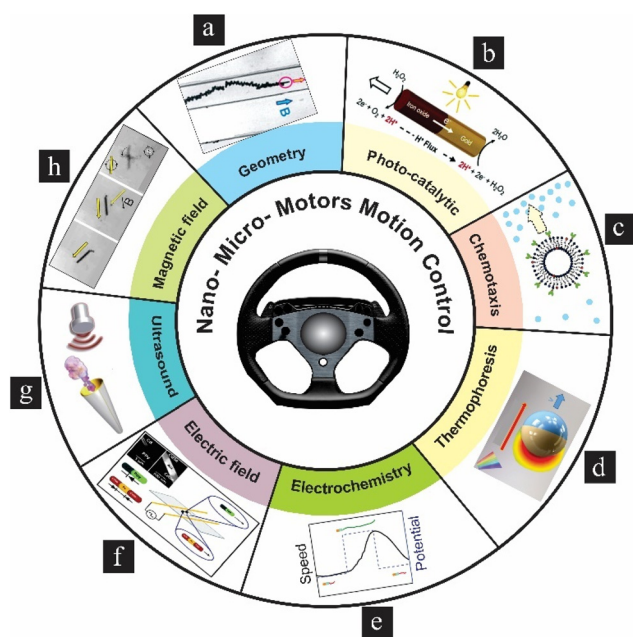 a
b
c
d
e
f
g
h
Nano- Micro- Motors Motion Control
Geometry
B
Photo-catalytic
H₂O₂
2e + O₂ + 2H⁺
Iron oxide
Gold
2H₂O
H⁺ Flux
2H⁺ + 2e + H₂O₂
Chemotaxis
Thermophoresis
Electrochemistry
Speed
Potential
Electric field
Ultrasound
Magnetic field
B